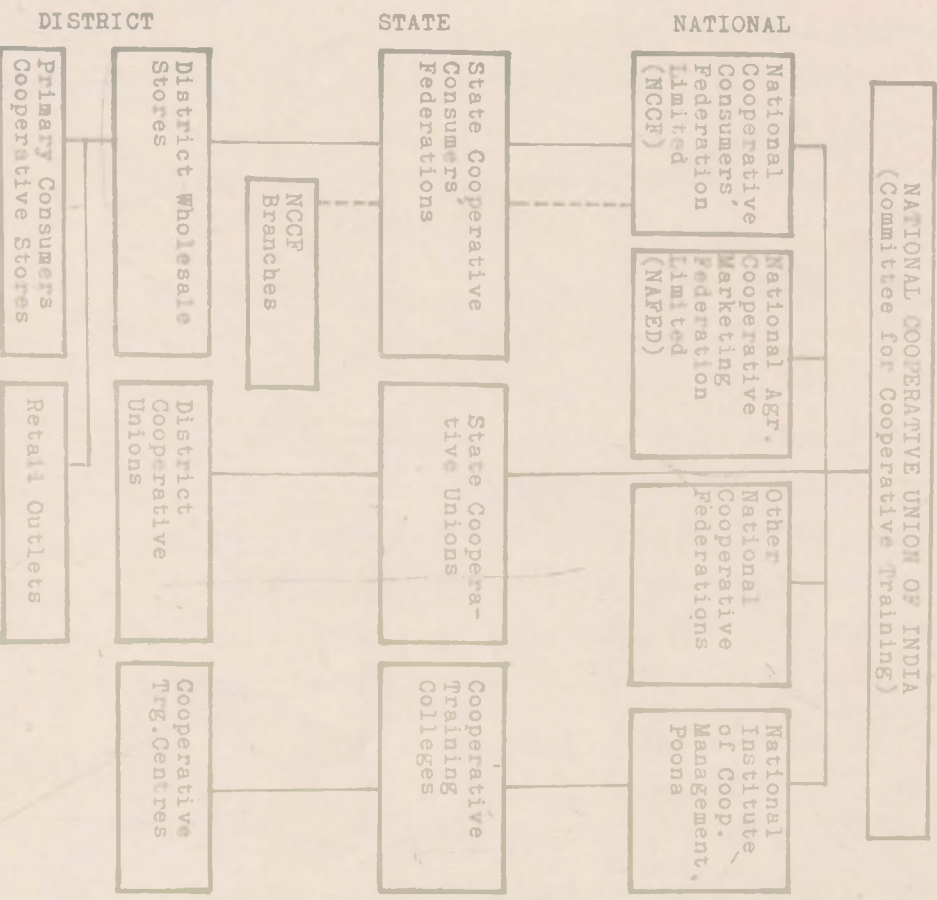 NATIONAL COOPERATIVE UNION OF INDIA
(Committee for Cooperative Training)
NATIONAL
National
Cooperative
Consumers'
Federation
Limited
(NCCF)
National Agr.
Cooperative
Marketing
Federation
Limited
(NAFED)
Other
National
Cooperative
Federations
National
Institute
of Coop.
Management,
Poona
STATE
State Cooperative
Consumers'
Federations
State Coopera-
tive Unions
Cooperative
Training
Colleges
NCCF
Branches
DISTRICT
District Wholesale
Stores
District
Cooperative
Unions
Cooperative
Trg.Centres
Primary Consumers
Cooperative Stores
Retail Outlets